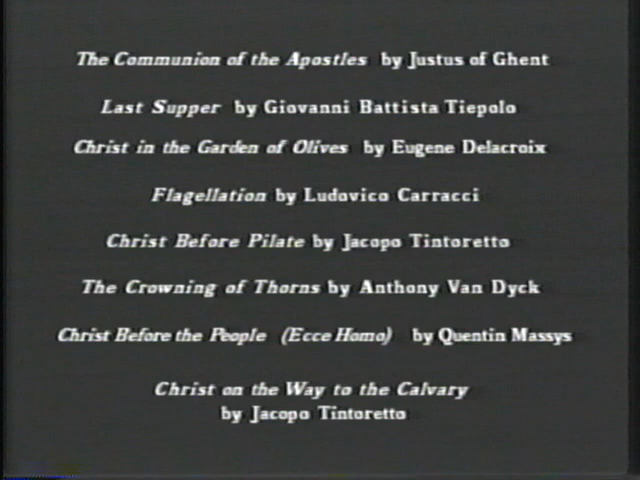 The Communion of the Apostles by Justus of Ghent
Last Supper by Giovanni Battista Tiepolo
Christ in the Garden of Olives by Eugene Delacroix
Flagellation by Ludovico Carracci
Christ Before Pilate by Jacopo Tintoretto
The Crowning of Thorns by Anthony Van Dyck
Christ Before the People (Ecce Homo) by Quentin Massys
Christ on the Way to the Calvary
by Jacopo Tintoretto